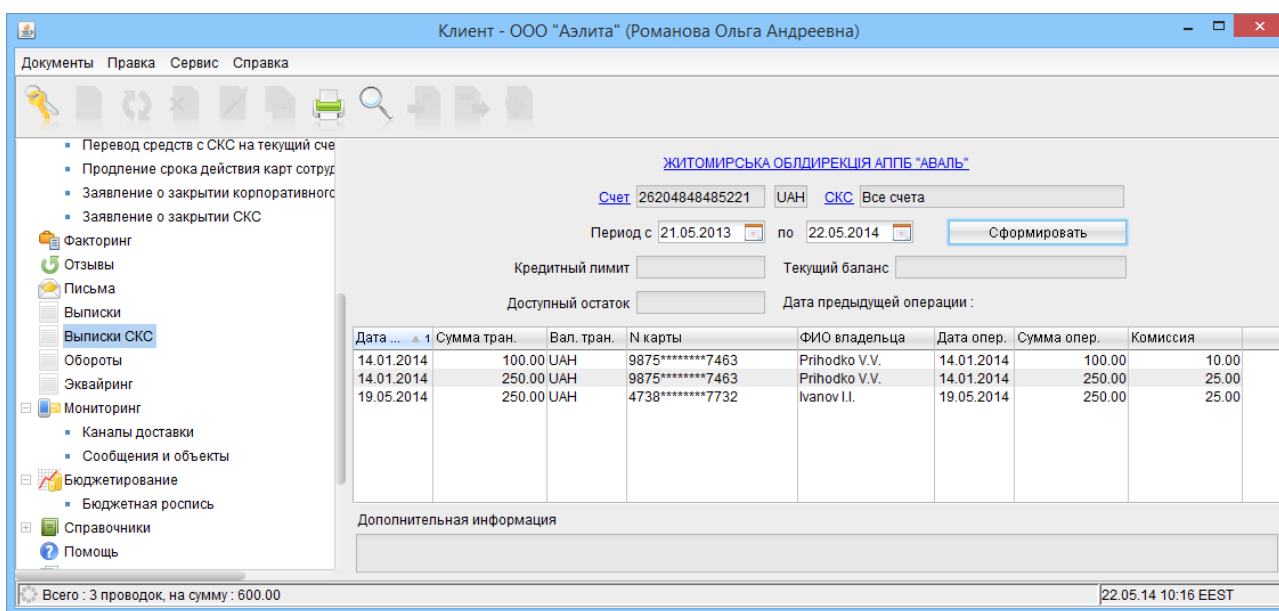 Клиент - ООО "Аэлита" (Романова Ольга Андреевна)
Документы Правка Сервис Справка
Перевод средств с СКС на текущий сче
Продление срока действия карт сотруд
Заявление о закрытии корпоративного
Заявление о закрытии СКС
Факторинг
Отзывы
Письма
Выписки
Выписки СКС
Обороты
Эквайринг
Мониторинг
Каналы доставки
Сообщения и объекты
Бюджетирование
Бюджетная роспись
Справочники
Помощь
ЖИТОМИРСЬКА ОБЛДИРЕКЦІЯ АППБ "АВАЛЬ"
Счет 26204848485221 UAH СКС Все счета
Период с 21.05.2013 по 22.05.2014 Сформировать
Кредитный лимит Текущий баланс
Доступный остаток Дата предыдущей операции :
Дата ... 1 Сумма тран. Вал. тран. N карты ФИО владельца Дата опер. Сумма опер. Комиссия
14.01.2014 100.00 UAH 9875********7463 Prihodko V.V. 14.01.2014 100.00 10.00
14.01.2014 250.00 UAH 9875********7463 Prihodko V.V. 14.01.2014 250.00 25.00
19.05.2014 250.00 UAH 4738********7732 Ivanov I.I. 19.05.2014 250.00 25.00
Дополнительная информация
Всего : 3 проводок, на сумму : 600.00
22.05.14 10:16 EEST